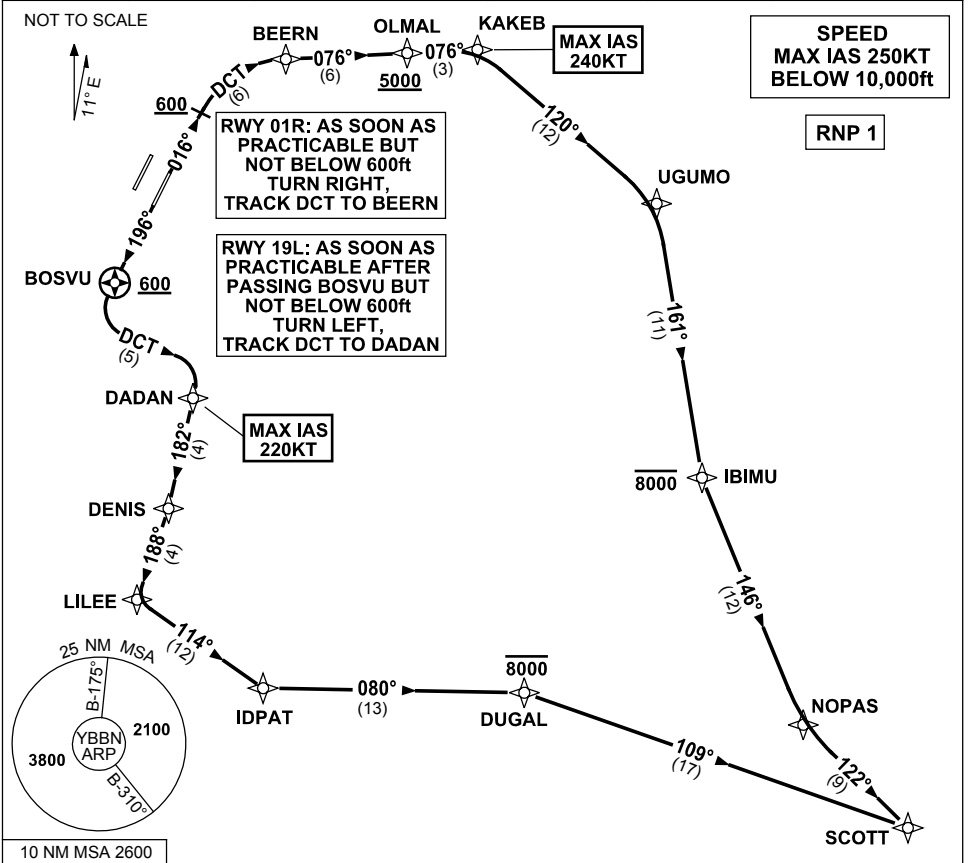 NOT TO SCALE
11° E
BEERN
076°
(6)
OLMAL
5000
076°
(3)
KAKEB
MAX IAS
240KT
SPEED
MAX IAS 250KT
BELOW 10,000ft
RNP 1
DCT
(6)
600
016°
RWY 01R: AS SOON AS
PRACTICABLE BUT
NOT BELOW 600ft
TURN RIGHT,
TRACK DCT TO BEERN
120°
(12)
UGUMO
196°
RWY 19L: AS SOON AS
PRACTICABLE AFTER
PASSING BOSVU BUT
NOT BELOW 600ft
TURN LEFT,
TRACK DCT TO DADAN
BOSVU
600
161°
(11)
DCT
(5)
DADAN
MAX IAS
220KT
182°
(4)
8000
IBIMU
DENIS
188°
(4)
146°
(12)
LILEE
114°
(12)
25 NM MSA
B-175°
YBBN
ARP
2100
3800
B-310°
IDPAT
080°
(13)
8000
DUGAL
NOPAS
109°
(17)
122°
(9)
SCOTT
10 NM MSA 2600